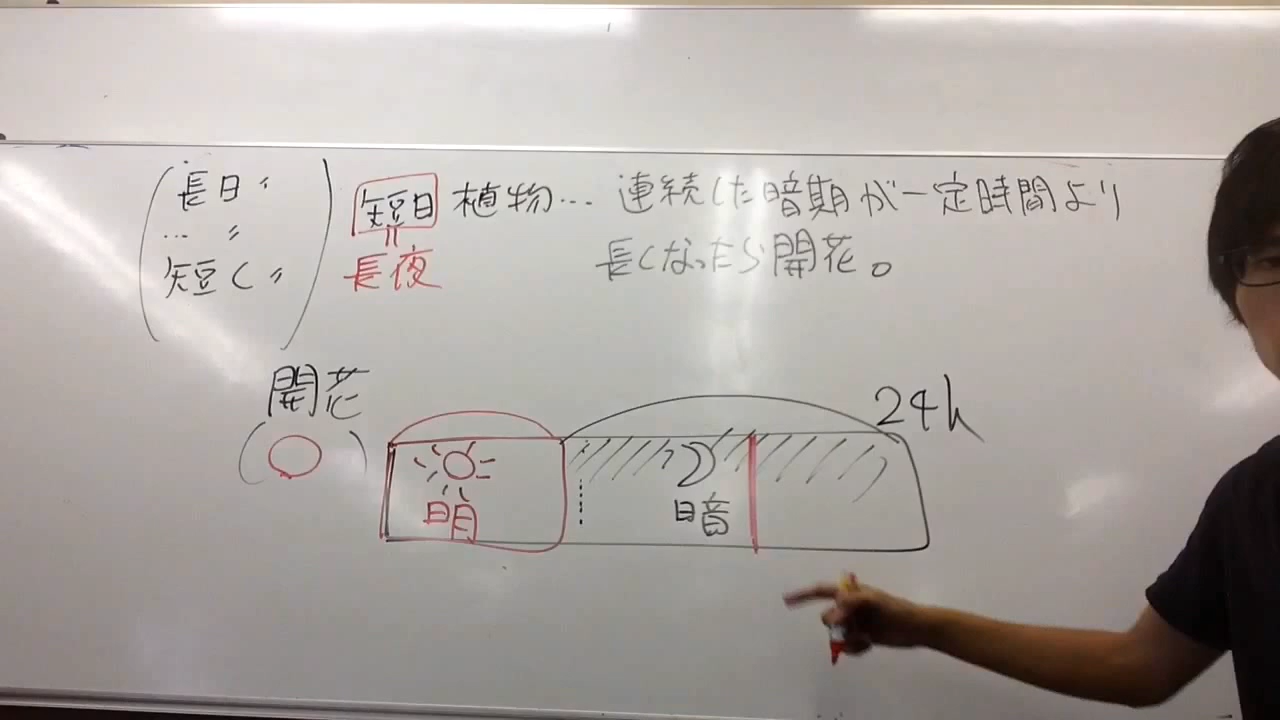 長日〃
… 〃
短く〃
短日植物… 連続した暗期が一定時間より
長くなったら開花。
=
長夜
開花
(○)
24h
明
暗